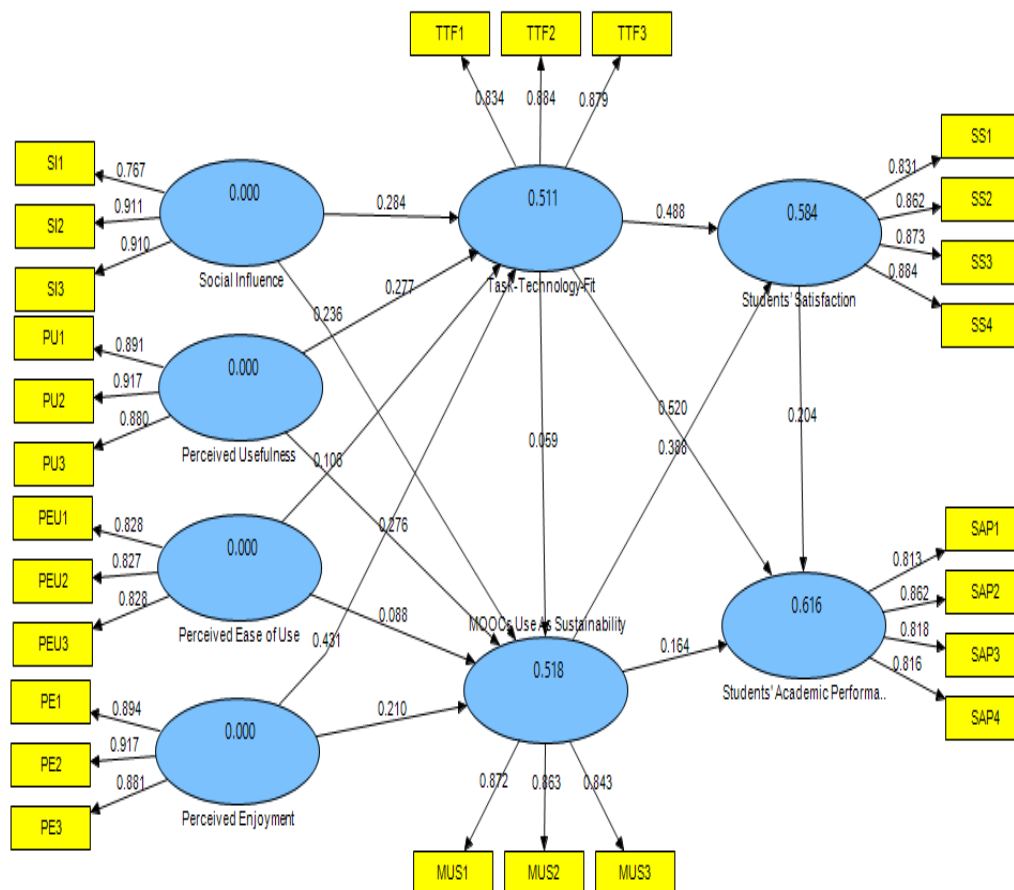 TTF1 TTF2 TTF3
0.834 0.884 0.879
SI1
SI2
SI3
0.767
0.911
0.910
0.000
Social Influence
0.284
0.511
Task-Technology-Fit
0.488
0.584
Students' Satisfaction
0.831
0.862
0.873
0.884
SS1
SS2
SS3
SS4
0.277
0.236
PU1
PU2
PU3
0.891
0.917
0.880
0.000
Perceived Usefulness
0.106
0.276
0.059
0.520
0.388
0.204
PEU1
PEU2
PEU3
0.828
0.827
0.828
0.000
Perceived Ease of Use
0.088
0.431
MOOCs Use As Sustainability
0.518
0.164
0.616
Students' Academic Performa..
0.813
0.862
0.818
0.816
SAP1
SAP2
SAP3
SAP4
PE1
PE2
PE3
0.894
0.917
0.881
0.000
Perceived Enjoyment
0.210
0.872 0.863 0.843
MUS1 MUS2 MUS3